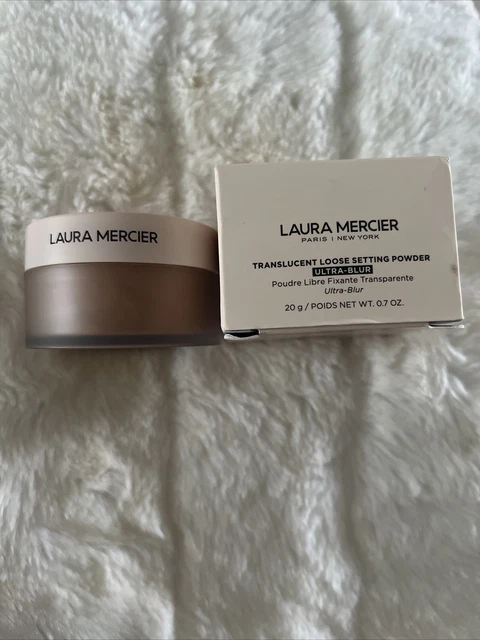 LAURA MERCIER
LAURA MERCIER
PARIS | NEW YORK
TRANSLUCENT LOOSE SETTING POWDER
ULTRA-BLUR
Poudre Libre Fixante Transparente
Ultra-Blur
20 g / POIDS NET WT. 0.7 OZ.